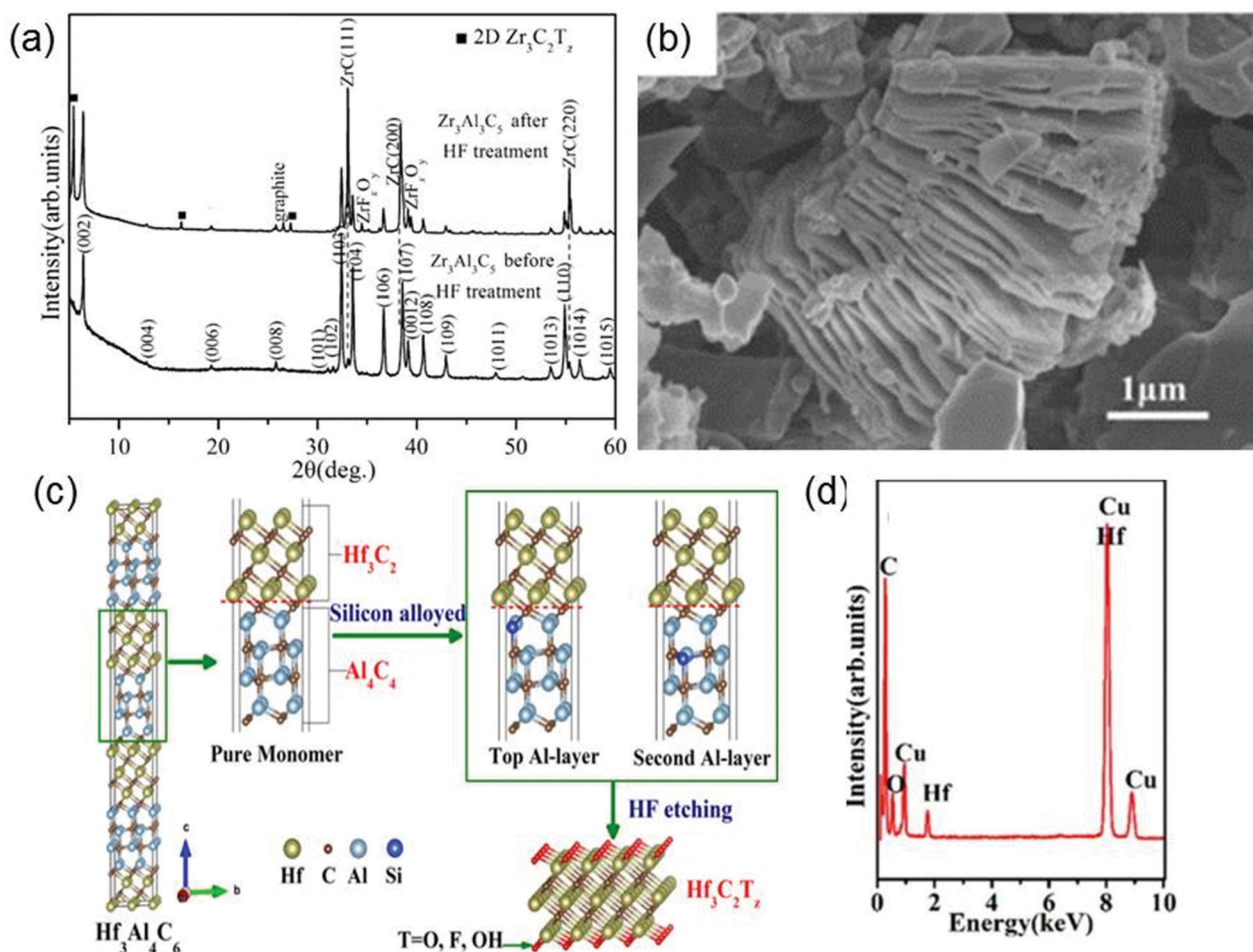 (a)
■ 2D Zr₃C₂T_z
Intensity(arb.units)
ZrC(111)
Zr₃Al₃C₅ after
HF treatment
ZrC(200)
ZrC(220)
graphite
ZrFₓO_y
ZrFₓO_y
(002)
(004)
(006)
(008)
(101)
(102)
(103)
(104)
(106)
(107)
(0012)
(108)
(109)
(1011)
(110)
(1013)
(1014)
(1015)
Zr₃Al₃C₅ before
HF treatment
10 20 30 40 50 60
2θ(deg.)
(b)
1μm
(c)
Hf₃C₂
Silicon alloyed
Al₄C₄
Pure Monomer
Top Al-layer
Second Al-layer
HF etching
c
b
Hf C Al Si
Hf₃Al₄C₆
Hf₃C₂T_z
T=O, F, OH
(d)
Intensity(arb.units)
Cu
Hf
C
O
Cu
Hf
Cu
0 2 4 6 8 10
Energy(keV)